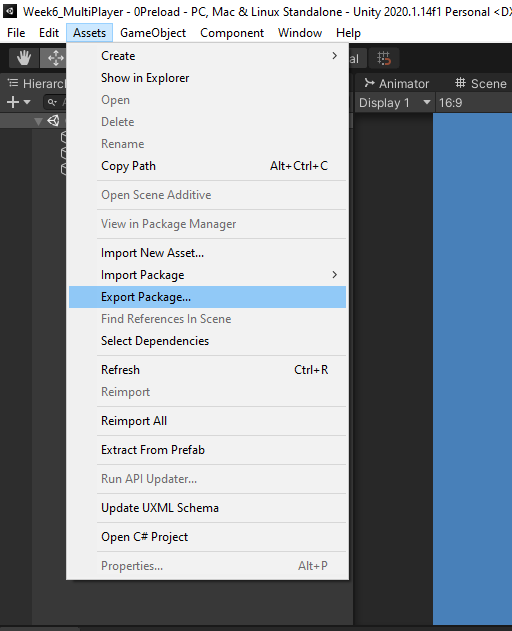 Week6_MultiPlayer - 0Preload - PC, Mac & Linux Standalone - Unity 2020.1.14f1 Personal <DX
File Edit Assets GameObject Component Window Help
Create
Show in Explorer
Open
Delete
Rename
Copy Path Alt+Ctrl+C
Open Scene Additive
View in Package Manager
Import New Asset...
Import Package
Export Package...
Find References In Scene
Select Dependencies
Refresh Ctrl+R
Reimport
Reimport All
Extract From Prefab
Run API Updater...
Update UXML Schema
Open C# Project
Properties... Alt+P
Hierarch
al
Animator # Scene
Display 1 16:9